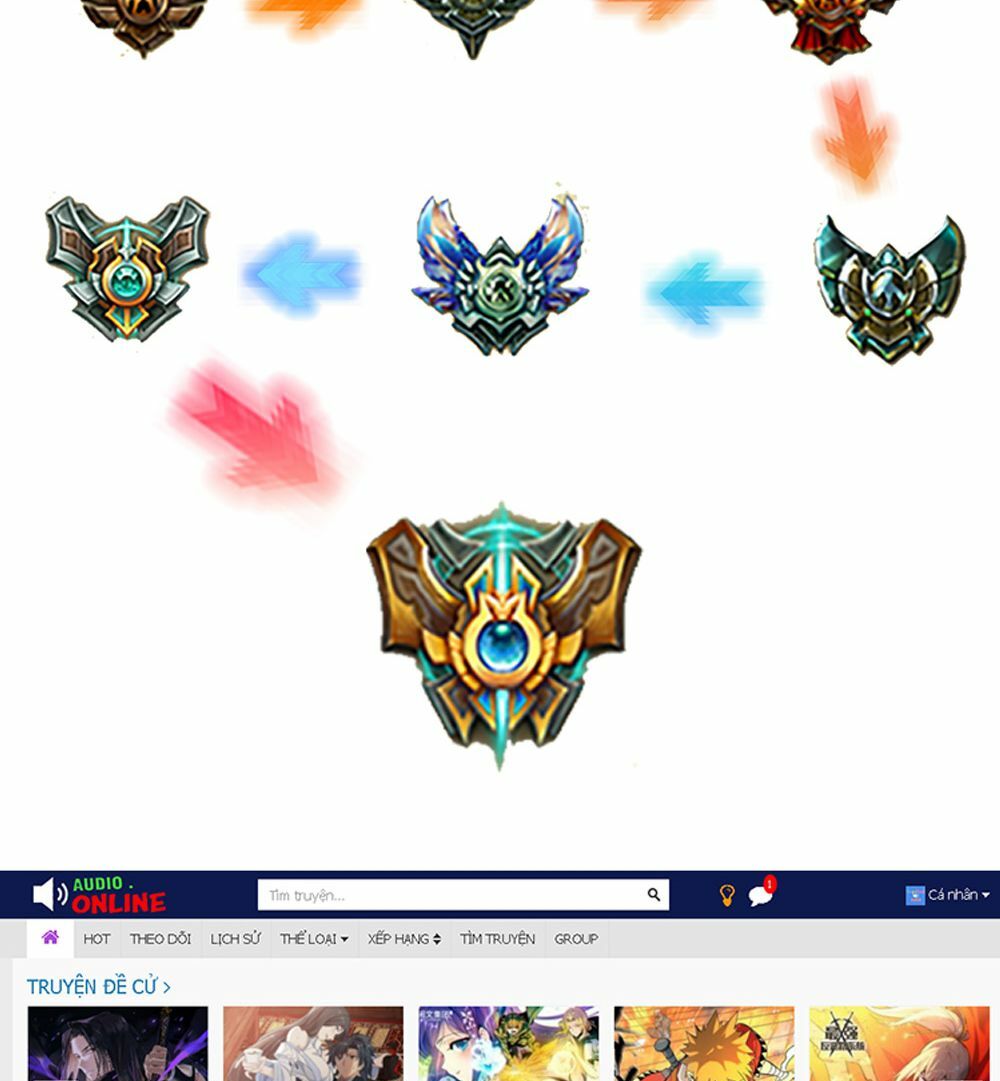 AUDIO .
ONLINE
Tìm truyện...
1
Cá nhân
HOT THEO DÕI LỊCH SỬ THỂ LOẠI XẾP HẠNG TÌM TRUYỆN GROUP
TRUYỆN ĐỀ CỬ >